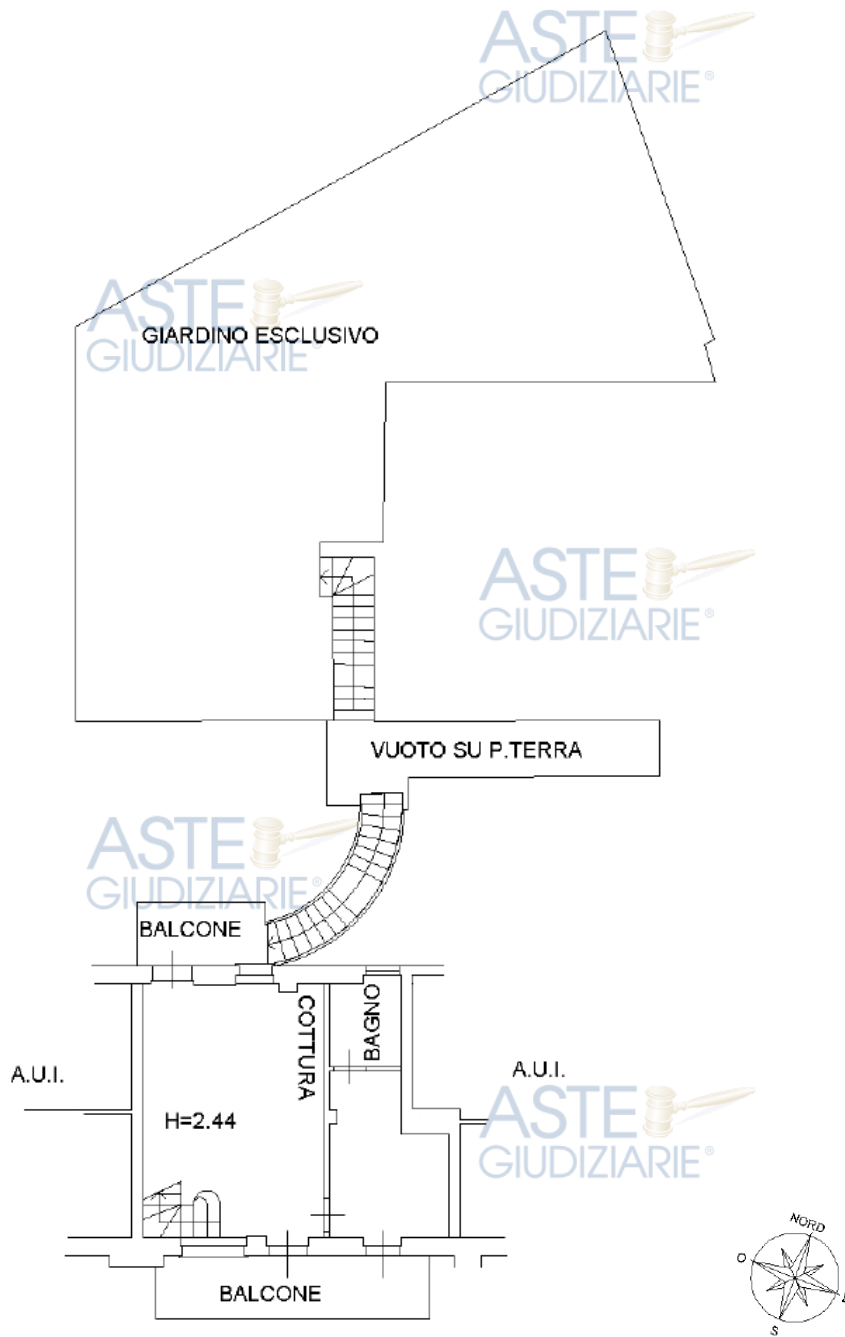 ASTE
GIUDIZIARIE®
ASTE
GIUDIZIARIE®
GIARDINO ESCLUSIVO
ASTE
GIUDIZIARIE®
VUOTO SU P.TERRA
ASTE
GIUDIZIARIE®
BALCONE
COTTURA
BAGNO
A.U.I.
A.U.I.
H=2.44
ASTE
GIUDIZIARIE®
BALCONE
NORD
O
S